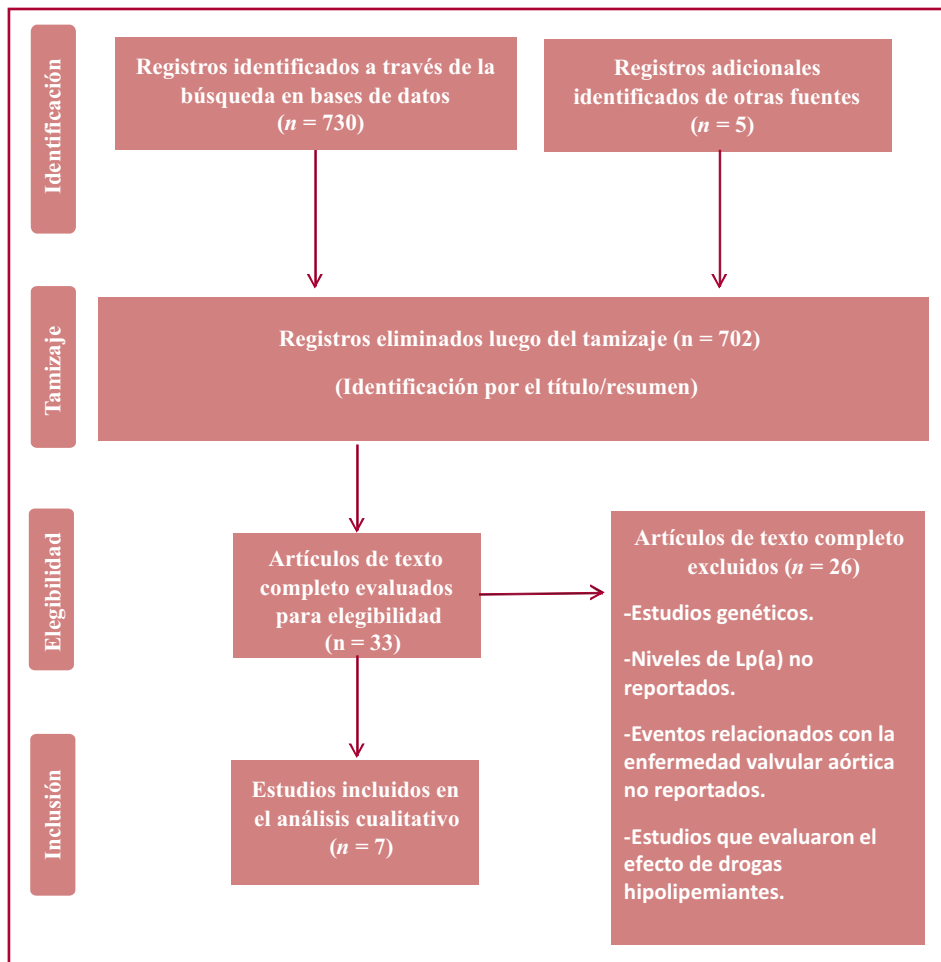 Identificación
Registros identificados a través de la
búsqueda en bases de datos
(n = 730)
Registros adicionales
identificados de otras fuentes
(n = 5)
Tamizaje
Registros eliminados luego del tamizaje (n = 702)
(Identificación por el título/resumen)
Elegibilidad
Artículos de texto
completo evaluados
para elegibilidad
(n = 33)
Artículos de texto completo
excluidos (n = 26)
-Estudios genéticos.
-Niveles de Lp(a) no
reportados.
-Eventos relacionados con la
enfermedad valvular aórtica
no reportados.
-Estudios que evaluaron el
efecto de drogas
hipolipemiantes.
Inclusión
Estudios incluidos en
el análisis cualitativo
(n = 7)